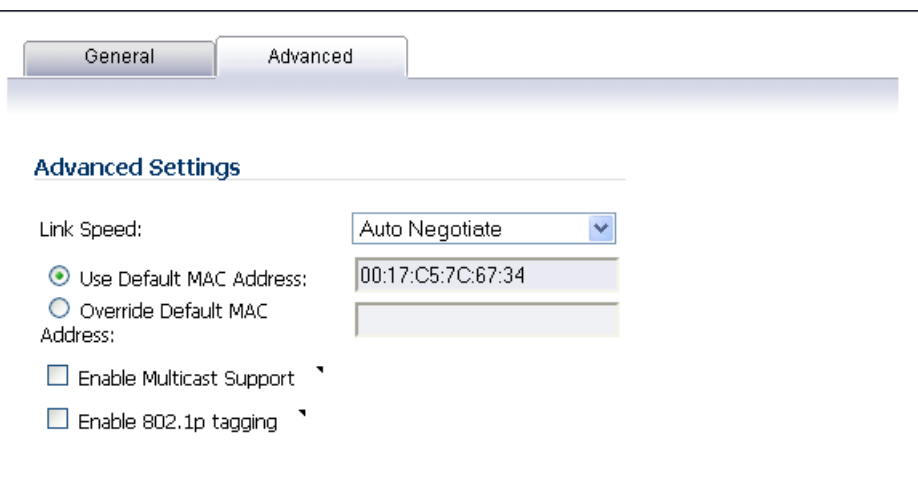 General Advanced
Advanced Settings
Link Speed: Auto Negotiate
Use Default MAC Address: 00:17:C5:7C:67:34
Override Default MAC
Address:
Enable Multicast Support
Enable 802.1p tagging